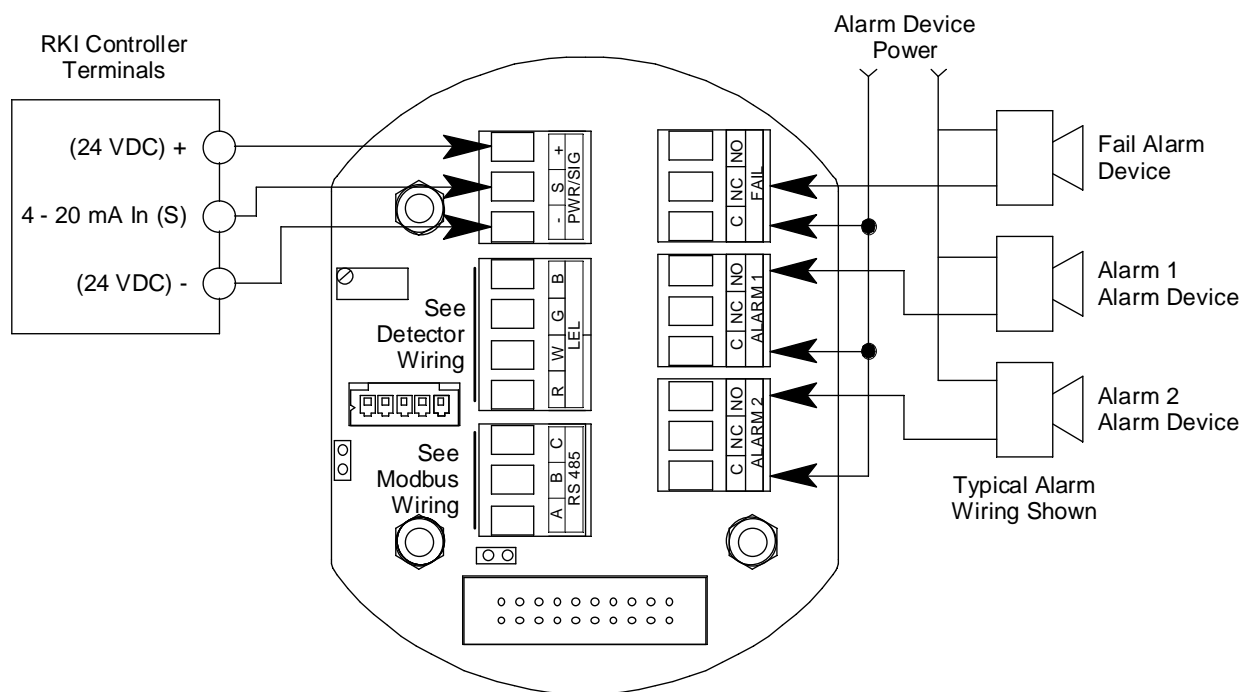 RKI Controller
Terminals
(24 VDC) +
4 - 20 mA In (S)
(24 VDC) -
- S +
PWR/SIG
See
Detector
Wiring
R W G B
LEL
See
Modbus
Wiring
A B C
RS 485
Alarm Device
Power
C NC NO
FAIL
C NC NO
ALARM 1
C NC NO
ALARM 2
Fail Alarm
Device
Alarm 1
Alarm Device
Alarm 2
Alarm Device
Typical Alarm
Wiring Shown